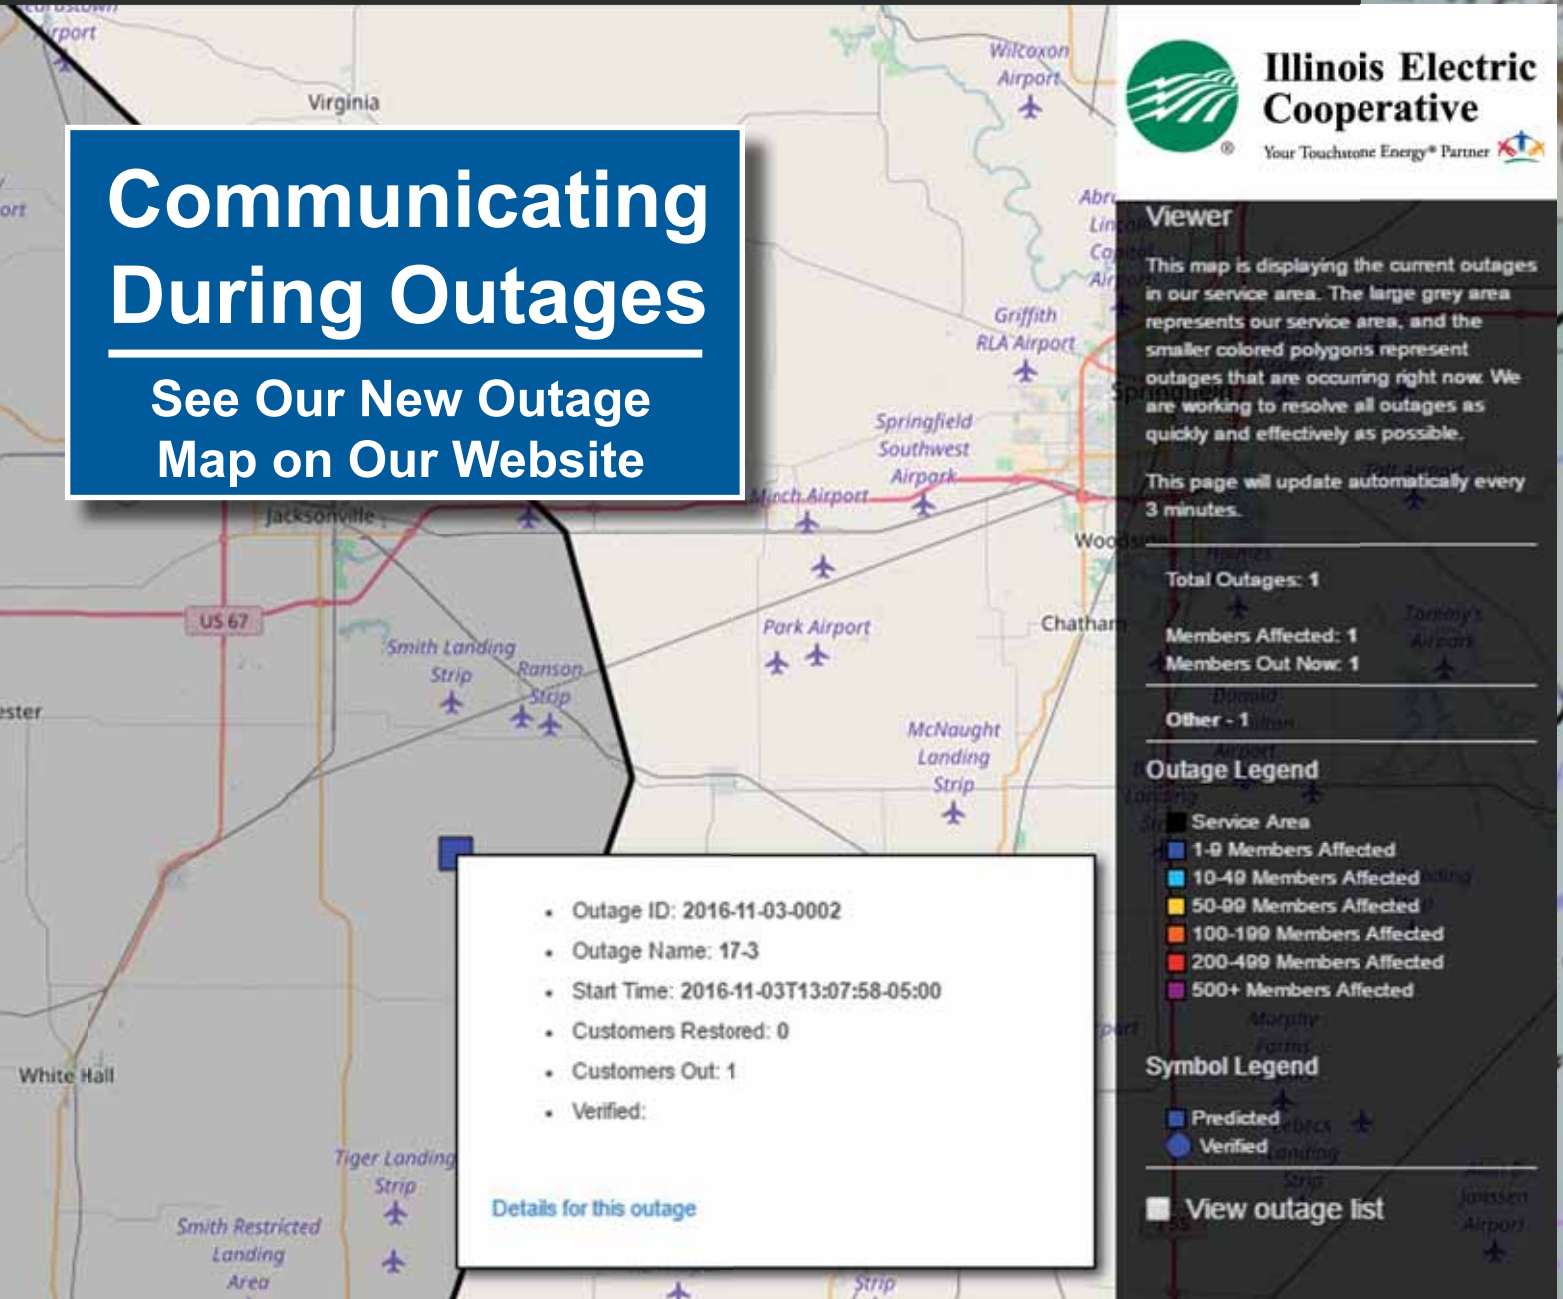 Airport
Virginia
Wilcoxon
Airport
Illinois Electric
Cooperative
®
Your Touchstone Energy® Partner
Communicating
During Outages
See Our New Outage
Map on Our Website
Griffith
RLA Airport
Springfield
Southwest
Airpark
Minch Airport
Jacksonville
US 67
Smith Landing
Strip
Ranson
Strip
Park Airport
Chatham
McNaught
Landing
Strip
White Hall
Tiger Landing
Strip
Smith Restricted
Landing
Area
Strip
Viewer
This map is displaying the current outages
in our service area. The large grey area
represents our service area, and the
smaller colored polygons represent
outages that are occurring right now. We
are working to resolve all outages as
quickly and effectively as possible.
This page will update automatically every
3 minutes.
Total Outages: 1
Members Affected: 1
Members Out Now: 1
Other - 1
Outage Legend
Service Area
1-9 Members Affected
10-49 Members Affected
50-99 Members Affected
100-199 Members Affected
200-499 Members Affected
500+ Members Affected
Symbol Legend
Predicted
Verified
View outage list
• Outage ID: 2016-11-03-0002
• Outage Name: 17-3
• Start Time: 2016-11-03T13:07:58-05:00
• Customers Restored: 0
• Customers Out: 1
• Verified:
Details for this outage